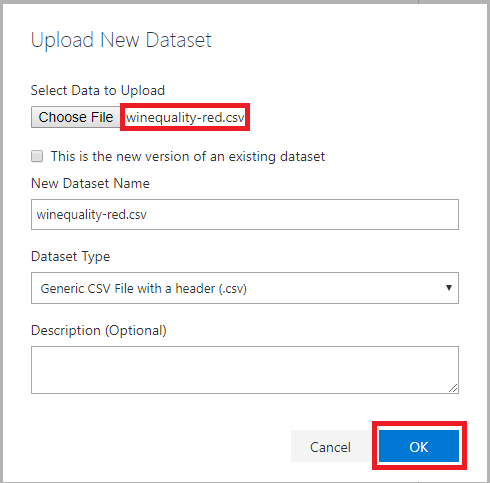 Upload New Dataset
Select Data to Upload
Choose File winequality-red.csv
This is the new version of an existing dataset
New Dataset Name
winequality-red.csv
Dataset Type
Generic CSV File with a header (.csv)
Description (Optional)
Cancel OK